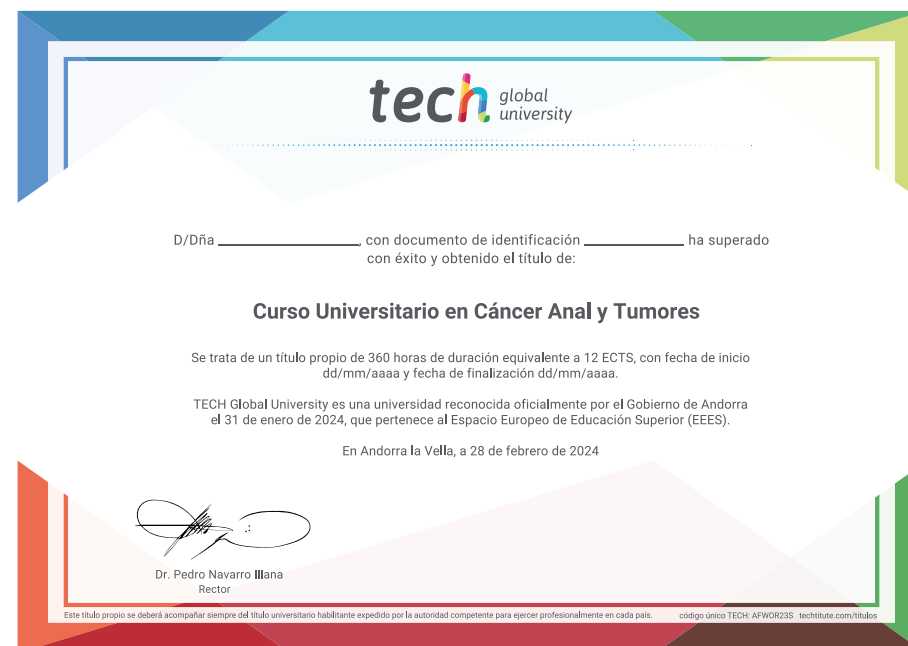 tech global university
D/Dña ____________________, con documento de identificación ______________ ha superado
con éxito y obtenido el título de:
Curso Universitario en Cáncer Anal y Tumores
Se trata de un título propio de 360 horas de duración equivalente a 12 ECTS, con fecha de inicio
dd/mm/aaaa y fecha de finalización dd/mm/aaaa.
TECH Global University es una universidad reconocida oficialmente por el Gobierno de Andorra
el 31 de enero de 2024, que pertenece al Espacio Europeo de Educación Superior (EEES).
En Andorra la Vella, a 28 de febrero de 2024
Dr. Pedro Navarro Illana
Rector
Este título propio se deberá acompañar siempre del título universitario habilitante expedido por la autoridad competente para ejercer profesionalmente en cada país. código único TECH: AFWOR23S techtitute.com/titulos